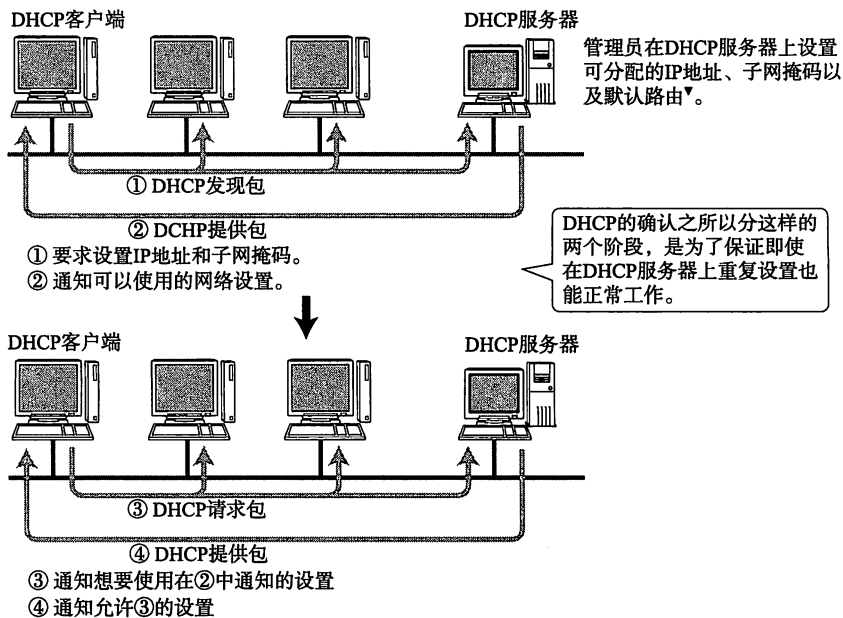 DHCP客户端
DHCP服务器
管理员在DHCP服务器上设置
可分配的IP地址、子网掩码以
及默认路由▼。
① DHCP发现包
② DCHP提供包
① 要求设置IP地址和子网掩码。
② 通知可以使用的网络设置。
DHCP的确认之所以分这样的
两个阶段，是为了保证即使
在DHCP服务器上重复设置也
能正常工作。
DHCP客户端
DHCP服务器
③ DHCP请求包
④ DHCP提供包
③ 通知想要使用在②中通知的设置
④ 通知允许③的设置